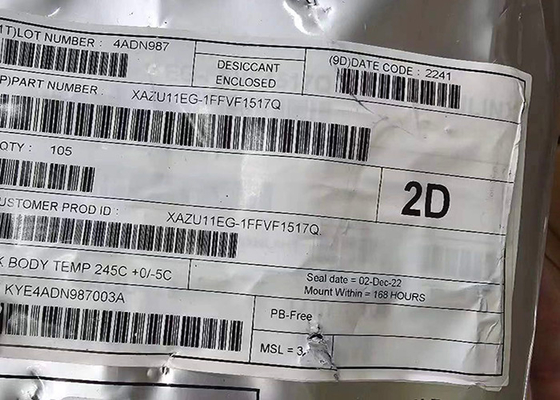 1T)LOT NUMBER : 4ADN987
DESICCANT
ENCLOSED
(9D)DATE CODE : 2241
P)PART NUMBER : XAZU11EG-1FFVF1517Q
QTY : 105
2D
CUSTOMER PROD ID : XAZU11EG-1FFVF1517Q
K BODY TEMP 245C +0/-5C
Seal date = 02-Dec-22
Mount Within = 168 HOURS
KYE4ADN987003A
PB-Free
MSL = 3